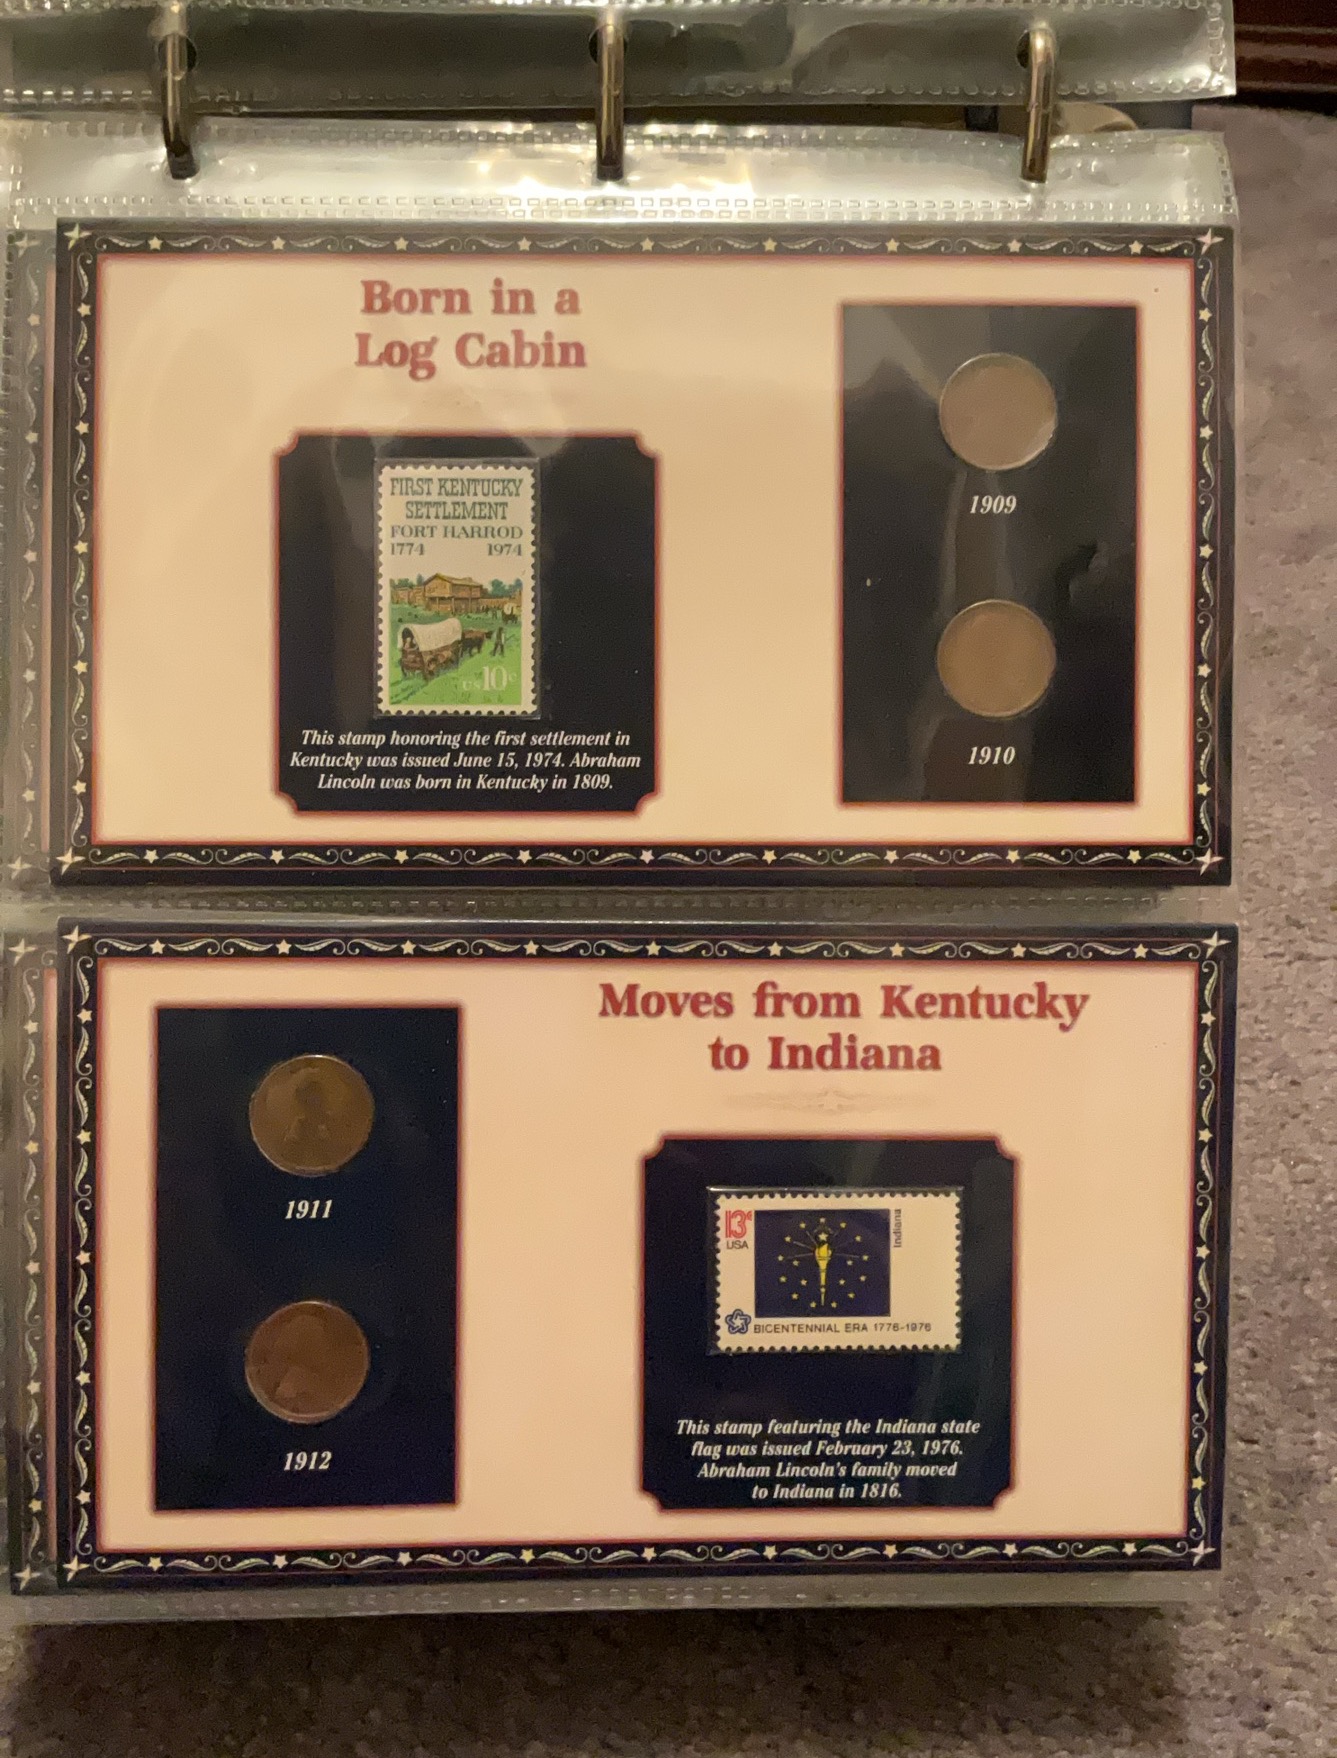 Born in a
Log Cabin
FIRST KENTUCKY
SETTLEMENT
FORT HARROD
1774 1974
US 10c
This stamp honoring the first settlement in
Kentucky was issued June 15, 1974. Abraham
Lincoln was born in Kentucky in 1809.
1909
1910
Moves from Kentucky
to Indiana
1911
1912
13c
USA
Indiana
BICENTENNIAL ERA 1776-1976
This stamp featuring the Indiana state
flag was issued February 23, 1976.
Abraham Lincoln's family moved
to Indiana in 1816.